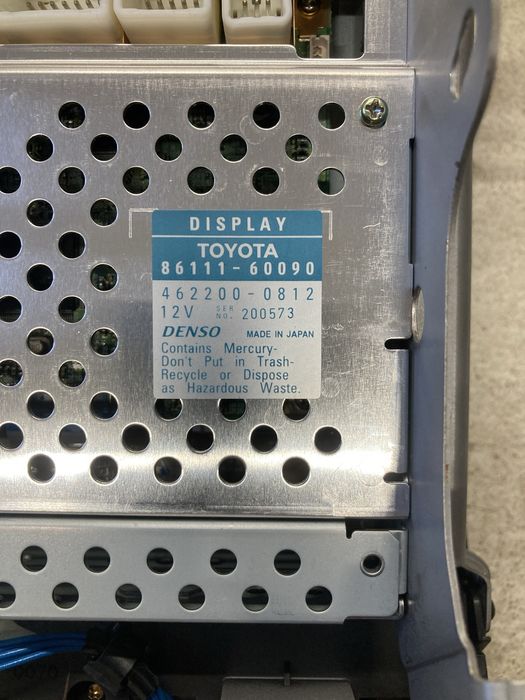 DISPLAY
TOYOTA
86111-60090
462200-0812
12V SER NO. 200573
DENSO MADE IN JAPAN
Contains Mercury-
Don't Put in Trash-
Recycle or Dispose
as Hazardous Waste.